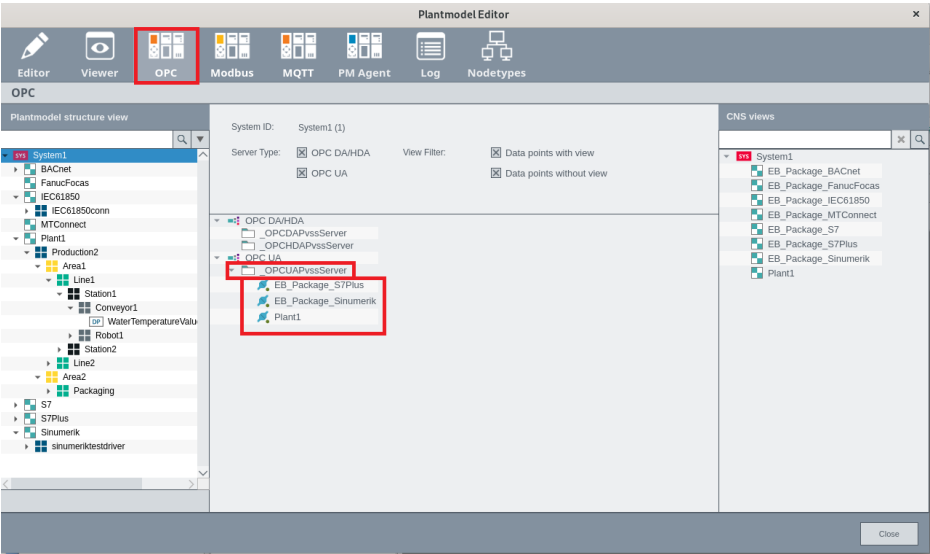 Plantmodel Editor
×
Editor Viewer OPC Modbus MQTT PM Agent Log Nodetypes
OPC
Plantmodel structure view
SYS System1
BACnet
FanucFocas
IEC61850
IEC61850conn
MTConnect
Plant1
Production2
Area1
Line1
Station1
Conveyor1
DP WaterTemperatureValu
Robot1
Station2
Line2
Area2
Packaging
S7
S7Plus
Sinumerik
sinumeriktestdriver
System ID: System1 (1)
Server Type: OPC DA/HDA View Filter: Data points with view
OPC UA Data points without view
OPC DA/HDA
_OPCDAPvssServer
_OPCHDAPvssServer
OPC UA
_OPCUAPvssServer
EB_Package_S7Plus
EB_Package_Sinumerik
Plant1
CNS views
SYS System1
EB_Package_BACnet
EB_Package_FanucFocas
EB_Package_IEC61850
EB_Package_MTConnect
EB_Package_S7
EB_Package_S7Plus
EB_Package_Sinumerik
Plant1
Close